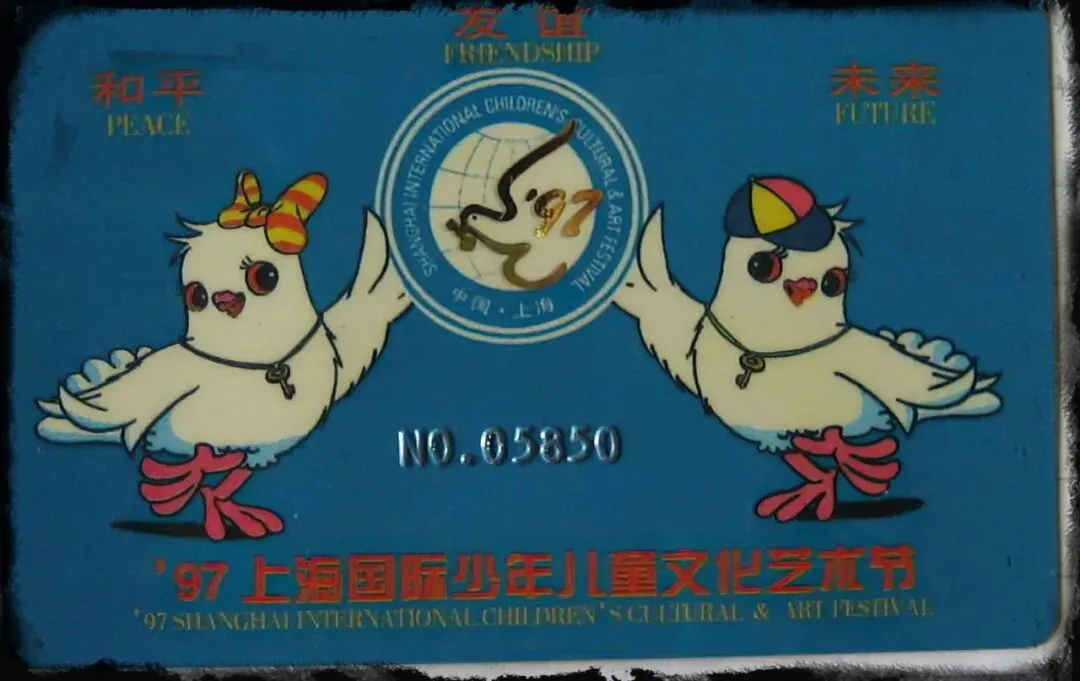 友谊
FRIENDSHIP
和平
PEACE
未来
FUTURE
SHANGHAI INTERNATIONAL CHILDREN'S CULTURAL & ART FESTIVAL
'97
中国·上海
NO.05850
'97 上海国际少年儿童文化艺术节
'97 SHANGHAI INTERNATIONAL CHILDREN'S CLUTURAL & ART FESTIVAL